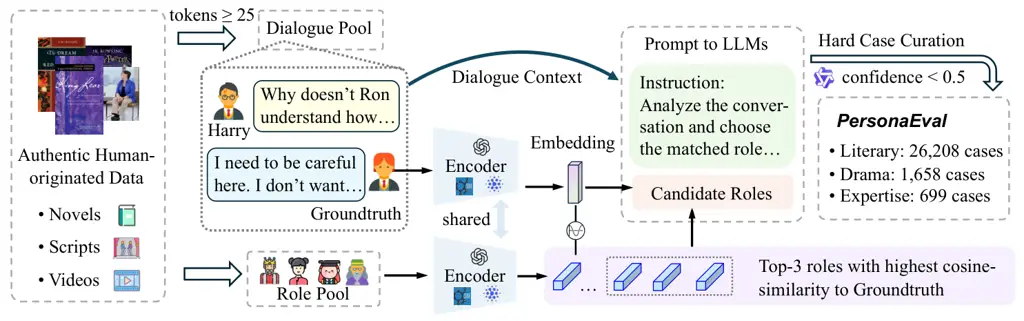 tokens ≥ 25
Dialogue Pool
Authentic Human-
originated Data
• Novels
• Scripts
• Videos
Why doesn't Ron
understand how…
Harry
I need to be careful
here. I don't want…
Groundtruth
Role Pool
Dialogue Context
Encoder
shared
Encoder
Embedding
Prompt to LLMs
Instruction:
Analyze the conver-
sation and choose
the matched role…
Candidate Roles
...
Top-3 roles with highest cosine-
similarity to Groundtruth
Hard Case Curation
confidence < 0.5
PersonaEval
• Literary: 26,208 cases
• Drama: 1,658 cases
• Expertise: 699 cases